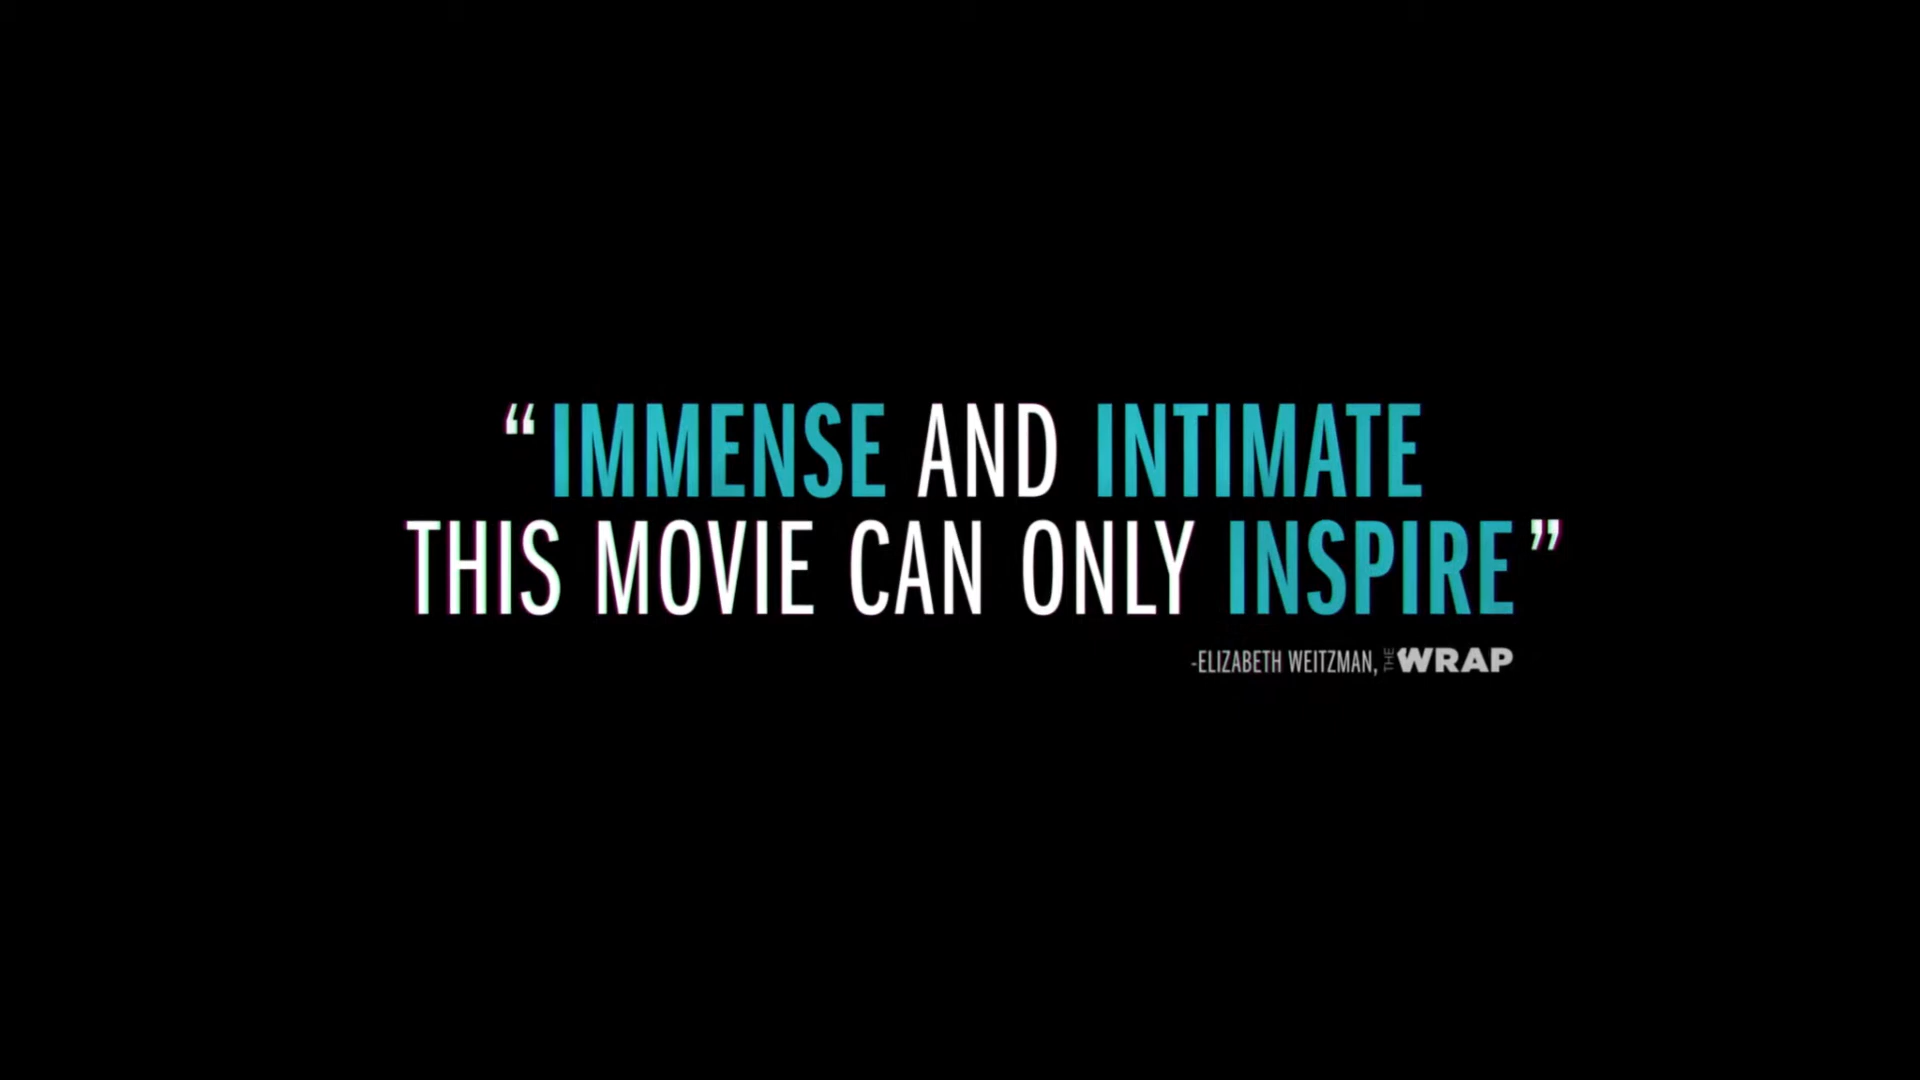 “IMMENSE AND INTIMATE
THIS MOVIE CAN ONLY INSPIRE”
-ELIZABETH WEITZMAN, THE WRAP